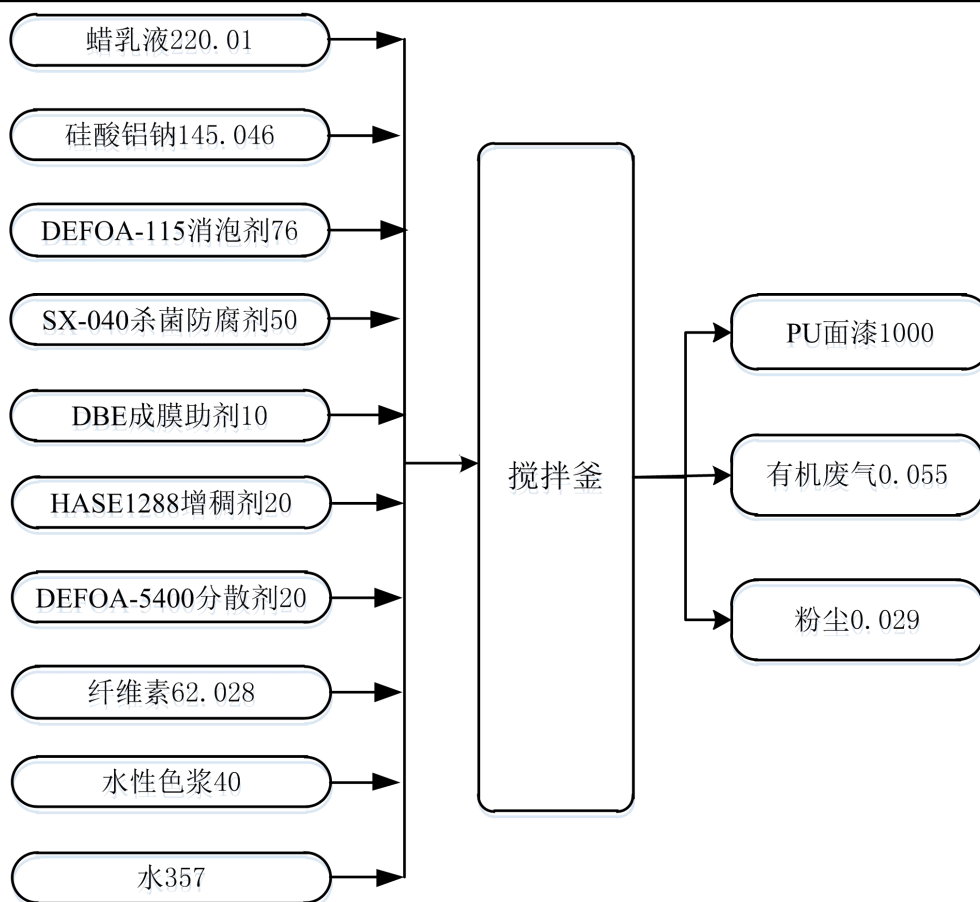 蜡乳液220.01
硅酸铝钠145.046
DEFOA-115消泡剂76
SX-040杀菌防腐剂50
DBE成膜助剂10
HASE1288增稠剂20
DEFOA-5400分散剂20
纤维素62.028
水性色浆40
水357
搅拌釜
PU面漆1000
有机废气0.055
粉尘0.029